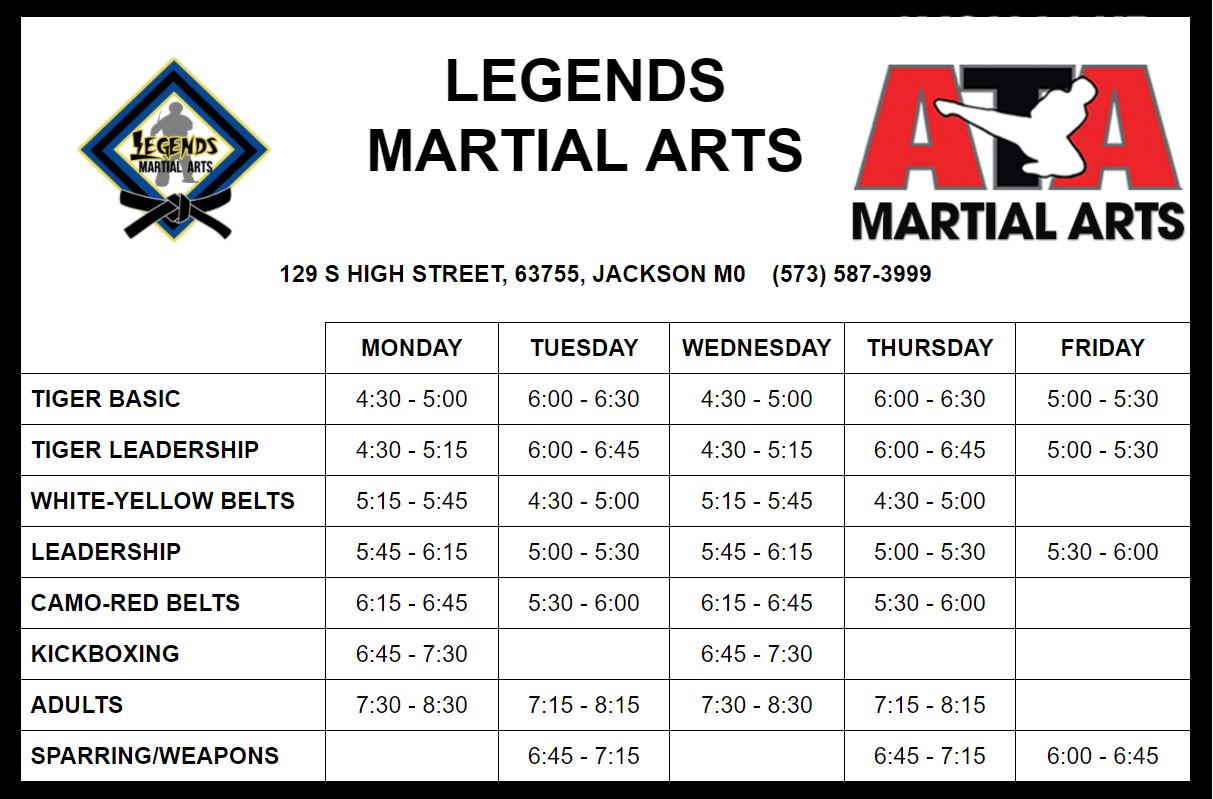 LEGENDS
MARTIAL ARTS
LEGENDS
MARTIAL ARTS
ATA
MARTIAL ARTS
129 S HIGH STREET, 63755, JACKSON M0 (573) 587-3999
MONDAY TUESDAY WEDNESDAY THURSDAY FRIDAY
TIGER BASIC 4:30 - 5:00 6:00 - 6:30 4:30 - 5:00 6:00 - 6:30 5:00 - 5:30
TIGER LEADERSHIP 4:30 - 5:15 6:00 - 6:45 4:30 - 5:15 6:00 - 6:45 5:00 - 5:30
WHITE-YELLOW BELTS 5:15 - 5:45 4:30 - 5:00 5:15 - 5:45 4:30 - 5:00
LEADERSHIP 5:45 - 6:15 5:00 - 5:30 5:45 - 6:15 5:00 - 5:30 5:30 - 6:00
CAMO-RED BELTS 6:15 - 6:45 5:30 - 6:00 6:15 - 6:45 5:30 - 6:00
KICKBOXING 6:45 - 7:30 6:45 - 7:30
ADULTS 7:30 - 8:30 7:15 - 8:15 7:30 - 8:30 7:15 - 8:15
SPARRING/WEAPONS 6:45 - 7:15 6:45 - 7:15 6:00 - 6:45